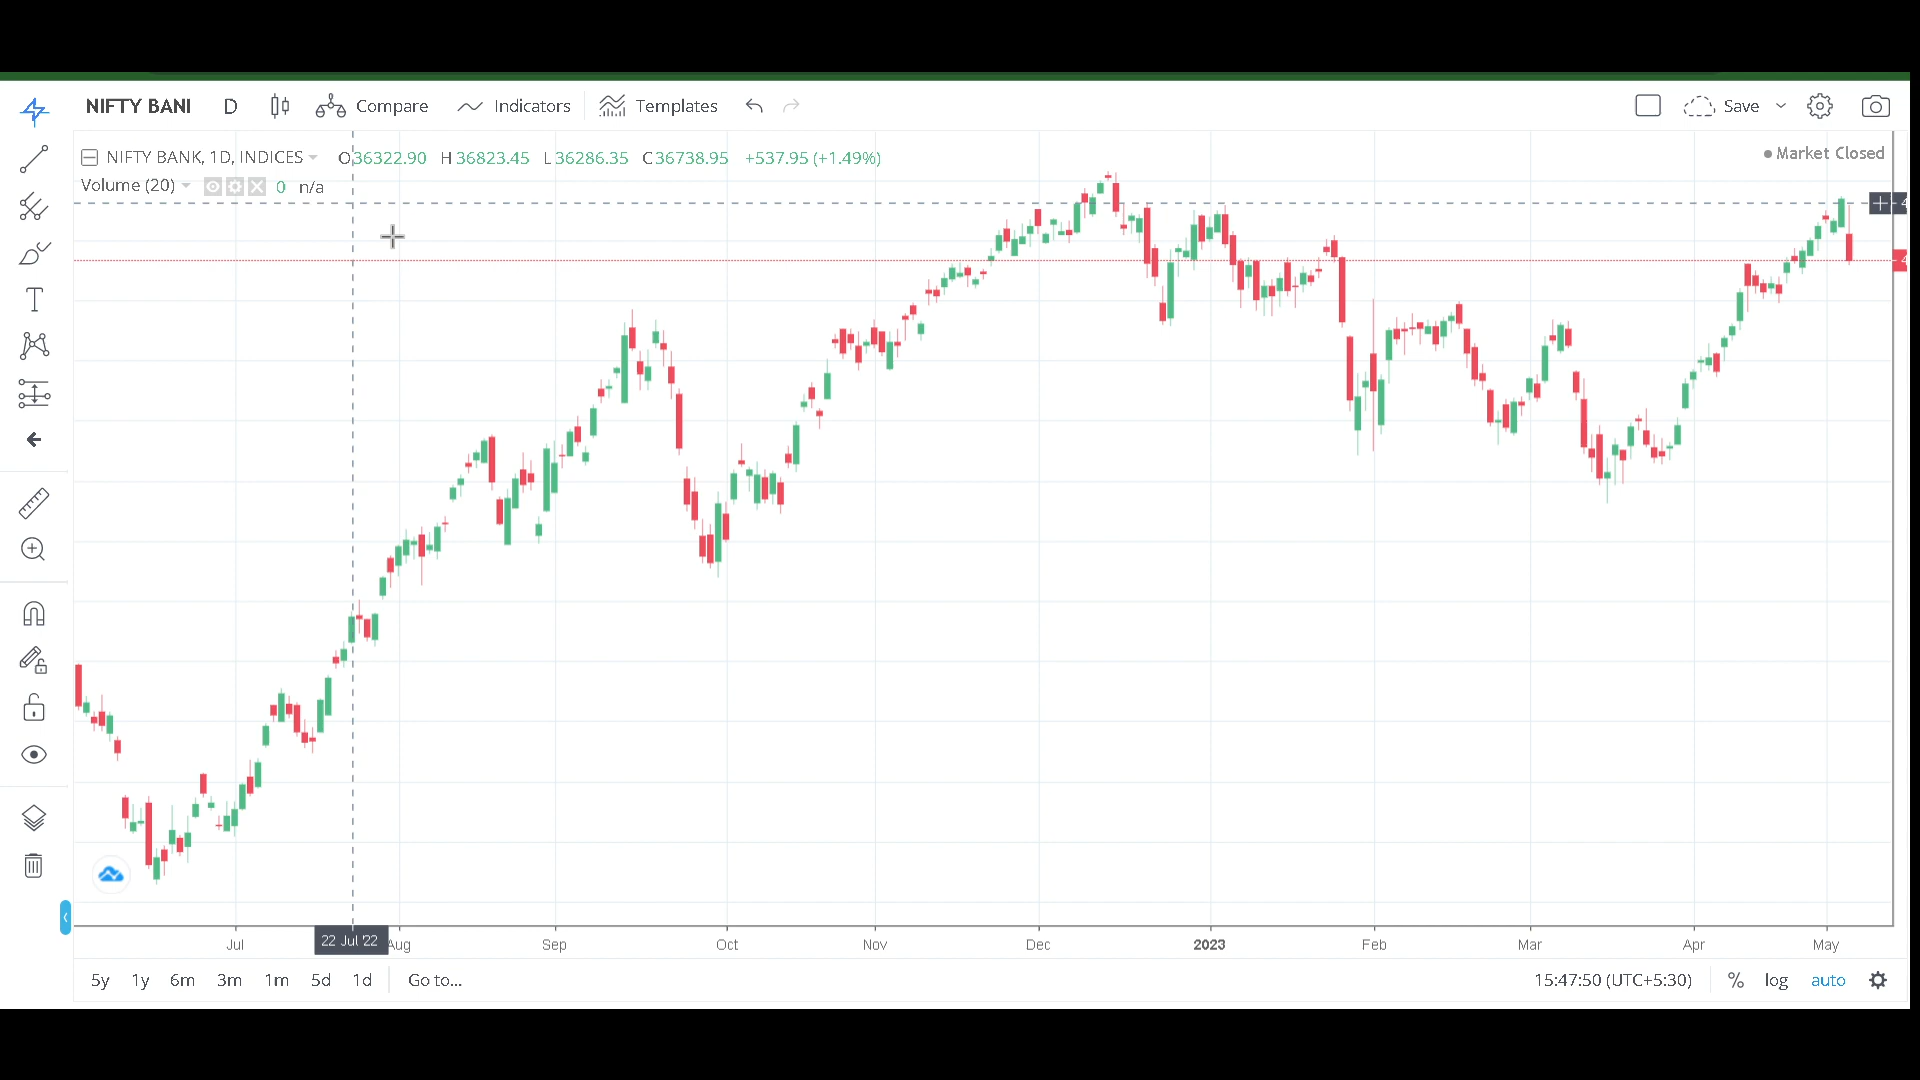 NIFTY BANI D Compare Indicators Templates Save
NIFTY BANK, 1D, INDICES O36322.90 H36823.45 L36286.35 C36738.95 +537.95 (+1.49%)
Market Closed
Volume (20) 0 n/a
4
4
Jul 22 Jul '22 Aug Sep Oct Nov Dec 2023 Feb Mar Apr May
5y 1y 6m 3m 1m 5d 1d Go to... 15:47:50 (UTC+5:30) % log auto